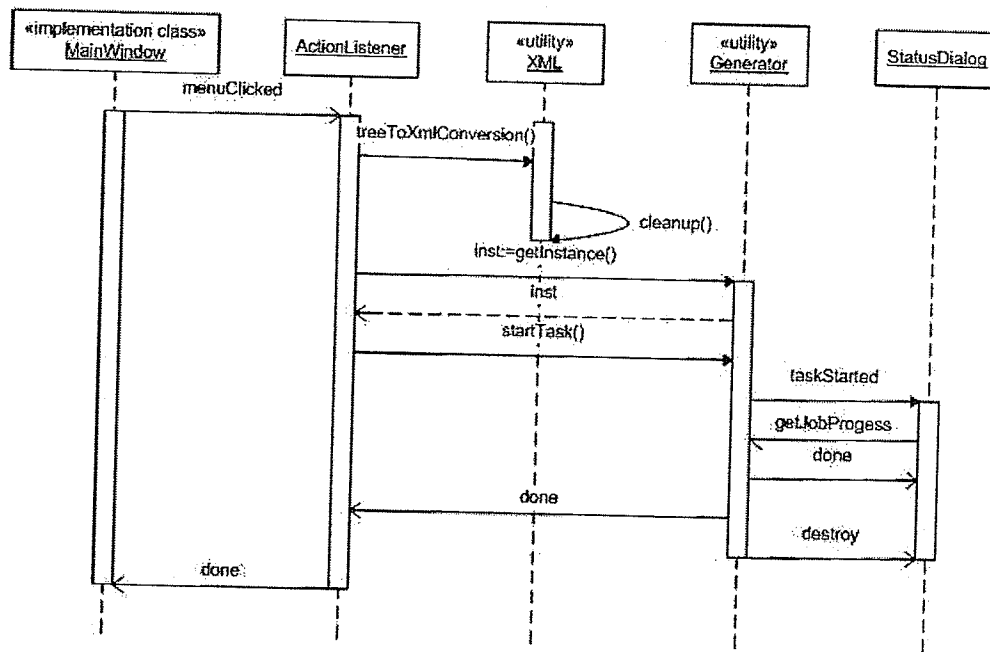 «implementation class»
MainWindow
ActionListener
«utility»
XML
«utility»
Generator
StatusDialog
menuClicked
treeToXmlConversion()
cleanup()
inst:=getInstance()
inst
startTask()
taskStarted
getJobProgess
done
done
destroy
done